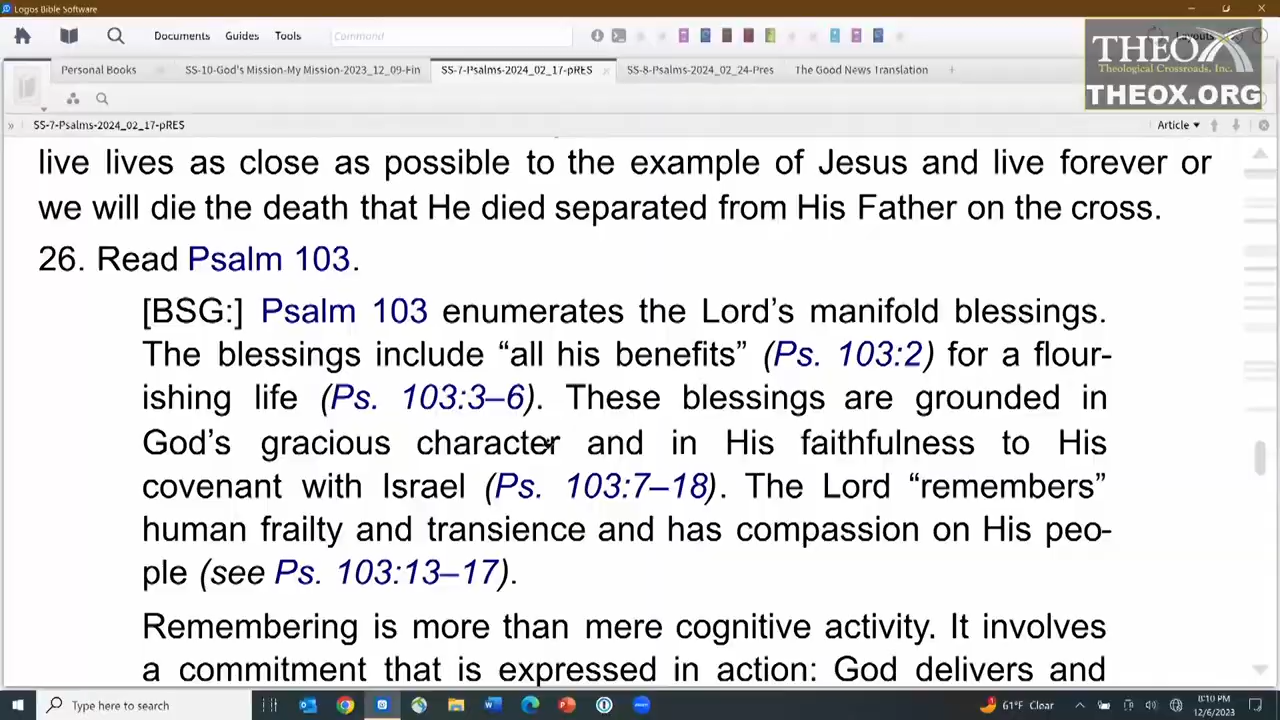 Logos Bible Software
Documents Guides Tools Command Layouts
THEOX
Theological Crossroads, Inc.
THEOX.ORG
Personal Books SS-10-God's Mission-My Mission-2023_12_09-Fin SS-7-Psalms-2024_02_17-pRES SS-8-Psalms-2024_02_24-Pres The Good News Translation
SS-7-Psalms-2024_02_17-pRES Article
live lives as close as possible to the example of Jesus and live forever or
we will die the death that He died separated from His Father on the cross.
26. Read Psalm 103.
[BSG:] Psalm 103 enumerates the Lord’s manifold blessings.
The blessings include “all his benefits” (Ps. 103:2) for a flour-
ishing life (Ps. 103:3–6). These blessings are grounded in
God’s gracious character and in His faithfulness to His
covenant with Israel (Ps. 103:7–18). The Lord “remembers”
human frailty and transience and has compassion on His peo-
ple (see Ps. 103:13–17).
Remembering is more than mere cognitive activity. It involves
a commitment that is expressed in action: God delivers and
Type here to search 61°F Clear 8:10 PM
12/6/2023